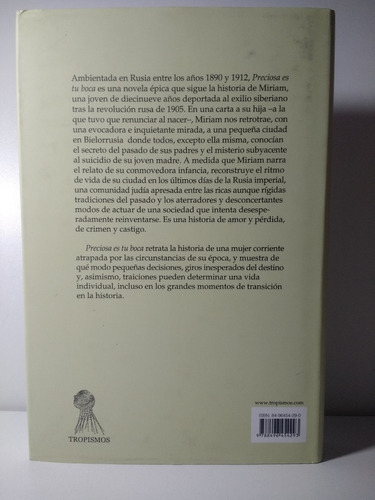 Ambientada en Rusia entre los años 1890 y 1912, Preciosa es
tu boca es una novela épica que sigue la historia de Miriam,
una joven de diecinueve años deportada al exilio siberiano
tras la revolución rusa de 1905. En una carta a su hija –a la
que tuvo que renunciar al nacer–, Miriam nos retrotrae, con
una evocadora e inquietante mirada, a una pequeña ciudad
en Bielorrusia donde todos, excepto ella misma, conocían
el secreto del pasado de sus padres y el misterio subyacente
al suicidio de su joven madre. A medida que Miriam narra
el relato de su conmovedora infancia, reconstruye el ritmo
de vida de su ciudad en los últimos días de la Rusia imperial,
una comunidad judía apresada entre las ricas aunque rígidas
tradiciones del pasado y los aterradores y desconcertantes
modos de actuar de una sociedad que intenta desespe-
radamente reinventarse. Es una historia de amor y pérdida,
de crimen y castigo.
Preciosa es tu boca retrata la historia de una mujer corriente
atrapada por las circunstancias de su época, y muestra de
qué modo pequeñas decisiones, giros inesperados del destino
y, asimismo, traiciones pueden determinar una vida
individual, incluso en los grandes momentos de transición
en la historia.
www.tropismos.com
TROPISMOS